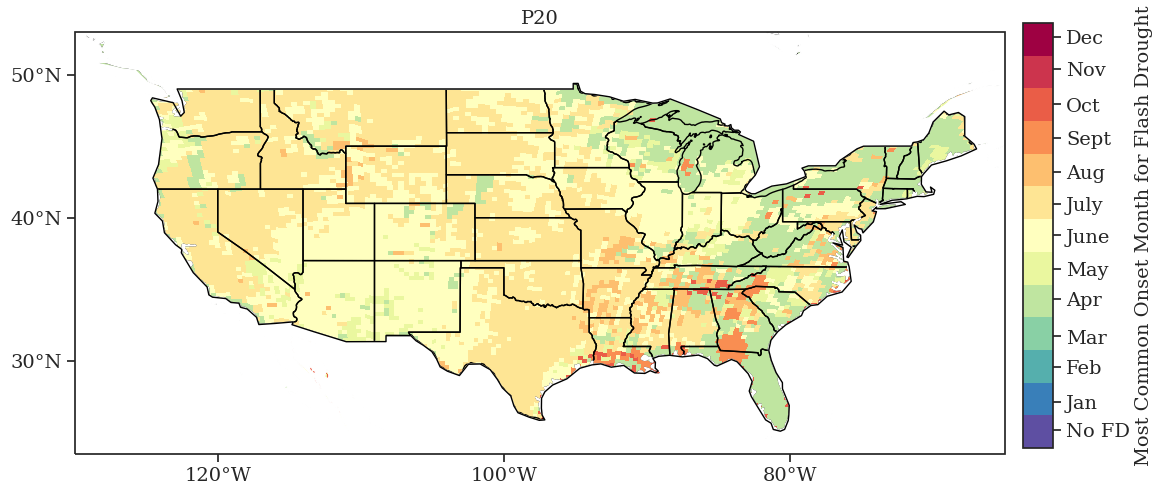 P20
50°N
40°N
30°N
120°W
100°W
80°W
Dec
Nov
Oct
Sept
Aug
July
June
May
Apr
Mar
Feb
Jan
No FD
Most Common Onset Month for Flash Drought